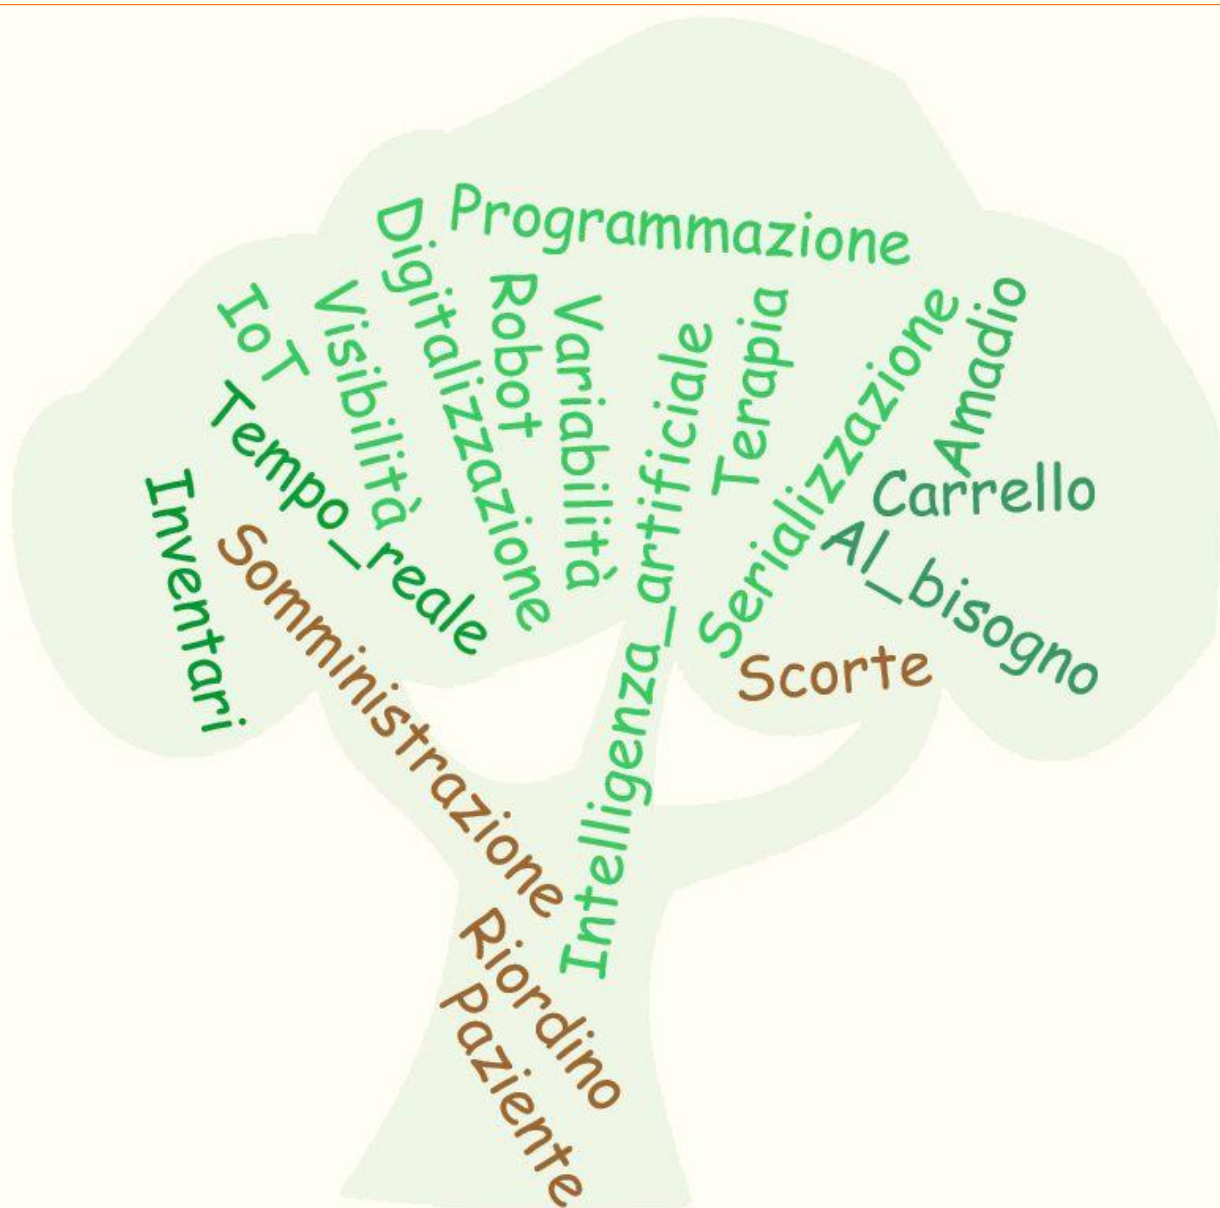 Programmazione
Digitalizzazione
Robot
Variabilità
Visibilità
IoT
Tempo_reale
Inventari
Somministrazione
Intelligenza_artificiale
Terapia
Serializzazione
Amadio
Carrello
Al_bisogno
Scorte
Riordino
Paziente